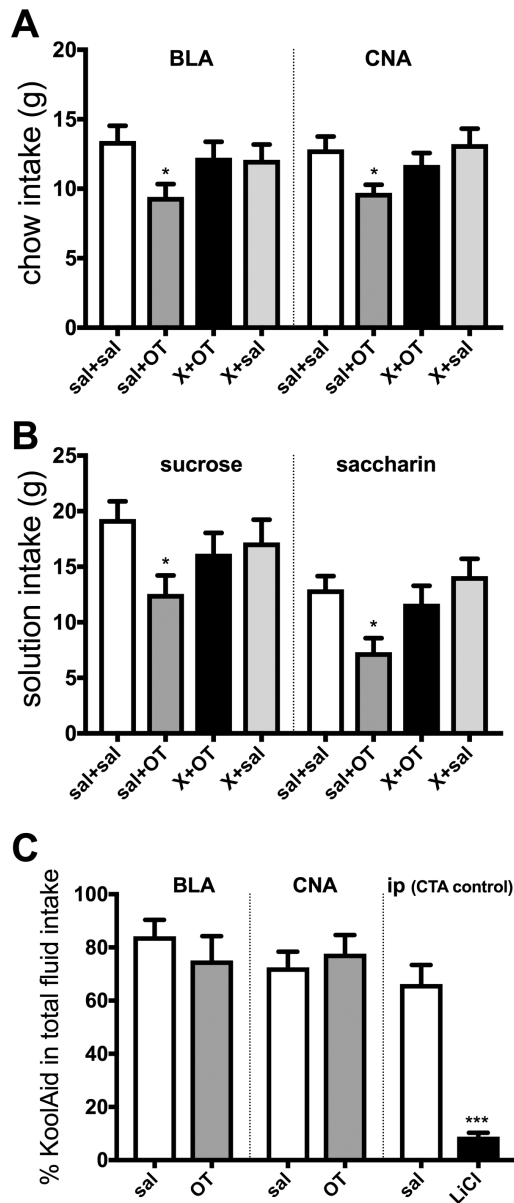 A
BLA CNA
chow intake (g)
20
15
10
5
0
*
*
sal+sal sal+OT X+OT X+sal sal+sal sal+OT X+OT X+sal
B
sucrose saccharin
solution intake (g)
25
20
15
10
5
0
*
*
sal+sal sal+OT X+OT X+sal sal+sal sal+OT X+OT X+sal
C
BLA CNA ip (CTA control)
% KoolAid in total fluid intake
100
80
60
40
20
0
***
sal OT sal OT sal LiCl